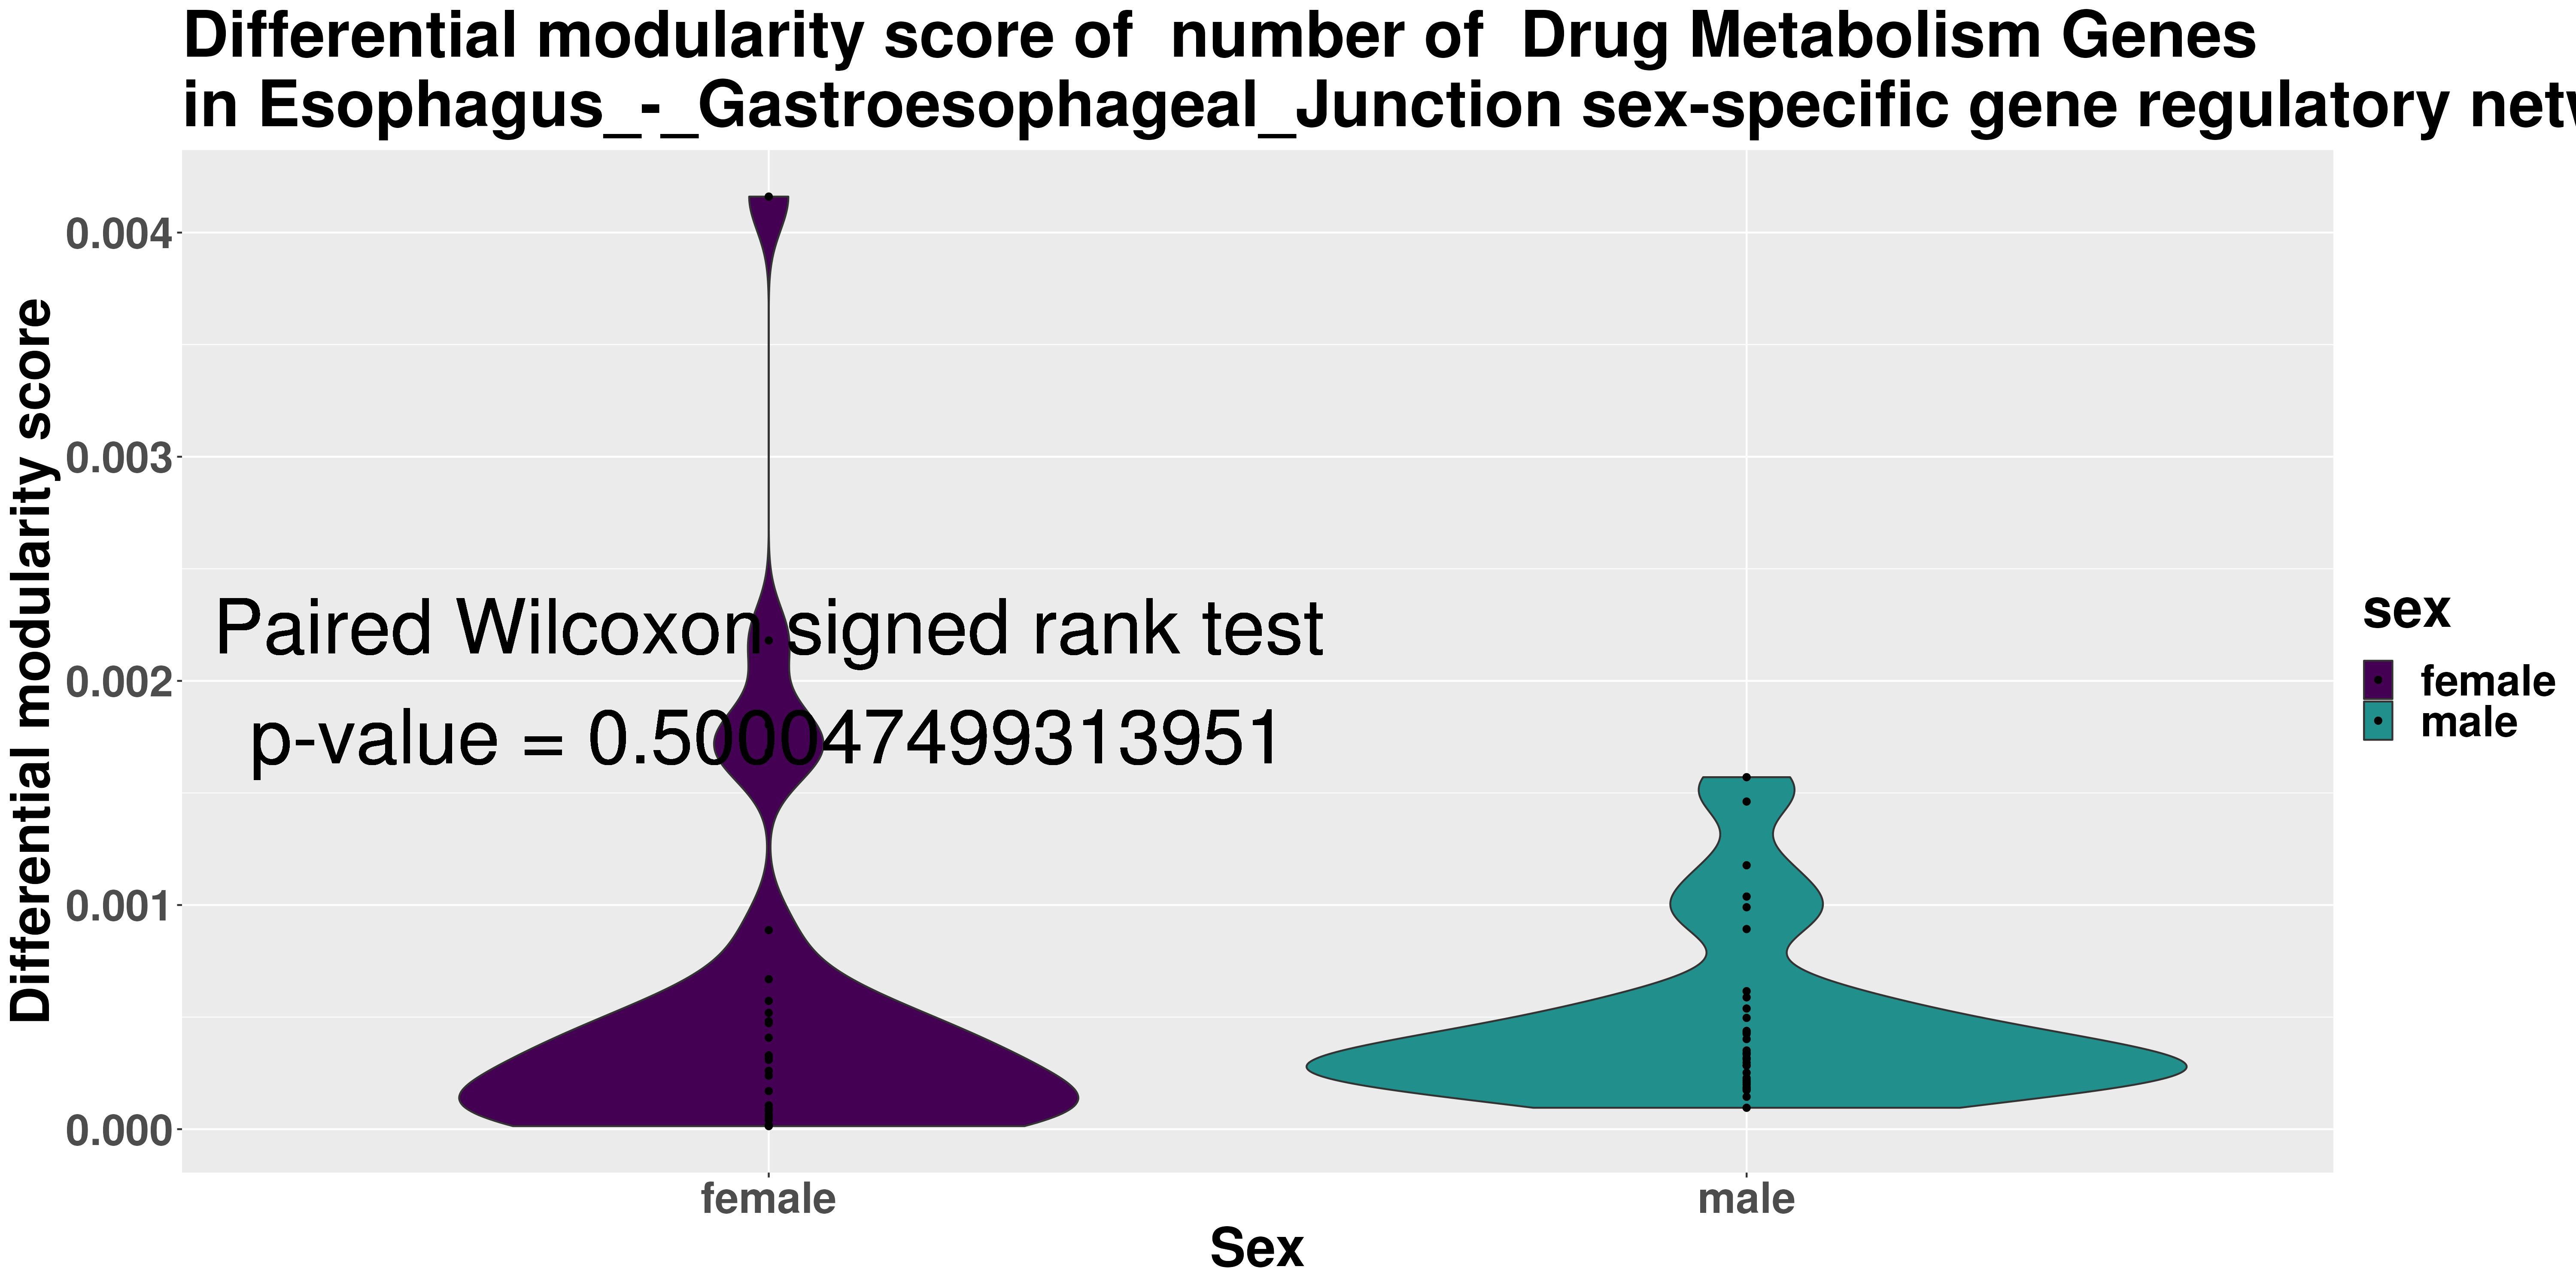 Differential modularity score of  number of  Drug Metabolism Genes
in Esophagus_-_Gastroesophageal_Junction sex-specific gene regulatory
Differential modularity score
0.004
0.003
0.002
0.001
0.000
Paired Wilcoxon signed rank test
p-value = 0.500047499313951
female
male
Sex
sex
female
male